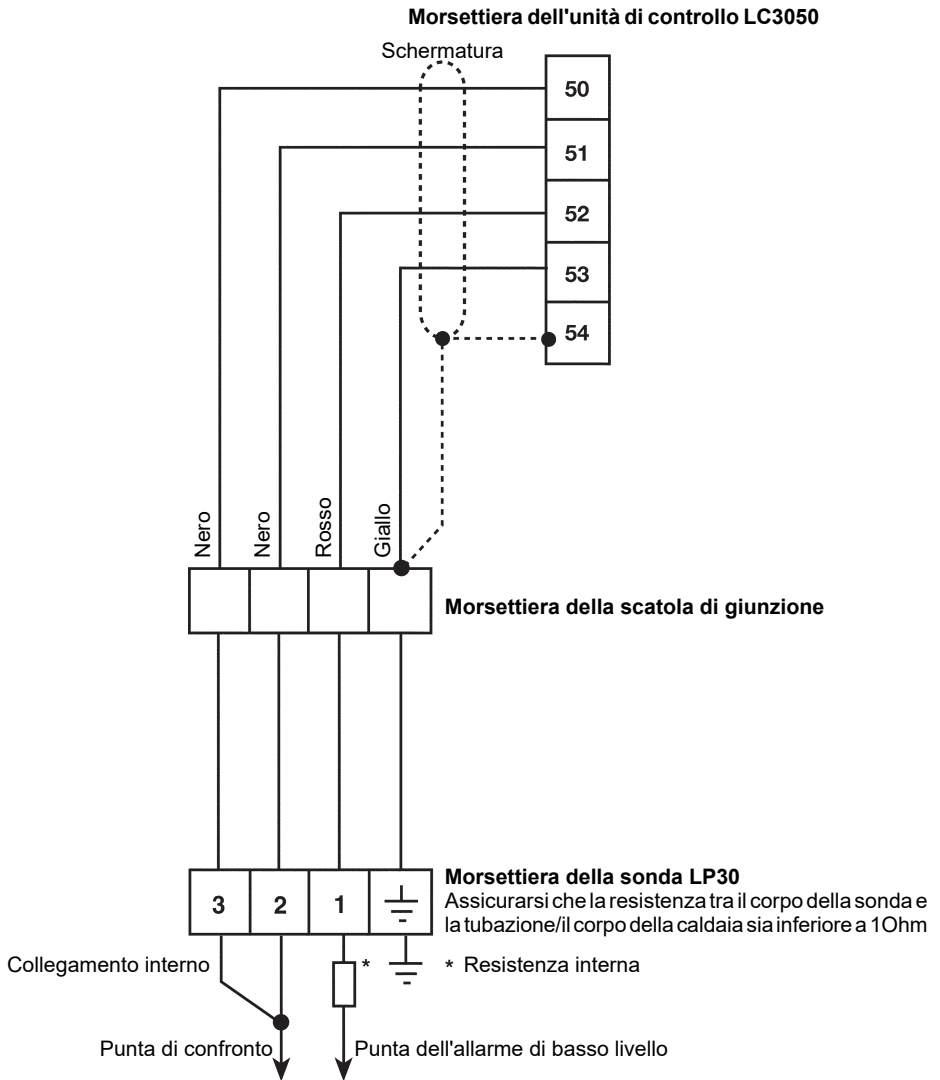 Morsettiera dell'unità di controllo LC3050
Schermatura
50
51
52
53
54
Nero
Nero
Rosso
Giallo
Morsettiera della scatola di giunzione
Morsettiera della sonda LP30
Assicurarsi che la resistenza tra il corpo della sonda e
la tubazione/il corpo della caldaia sia inferiore a 1Ohm
3
2
1
Collegamento interno
*
* Resistenza interna
Punta di confronto
Punta dell'allarme di basso livello